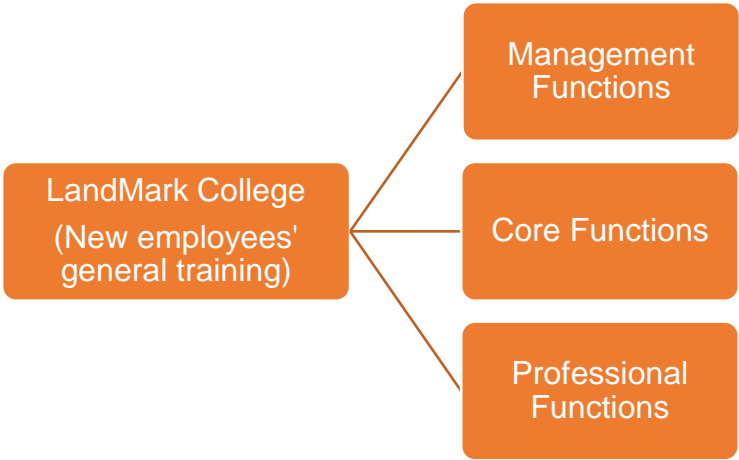 Management
Functions
LandMark College
(New employees'
general training)
Core Functions
Professional
Functions